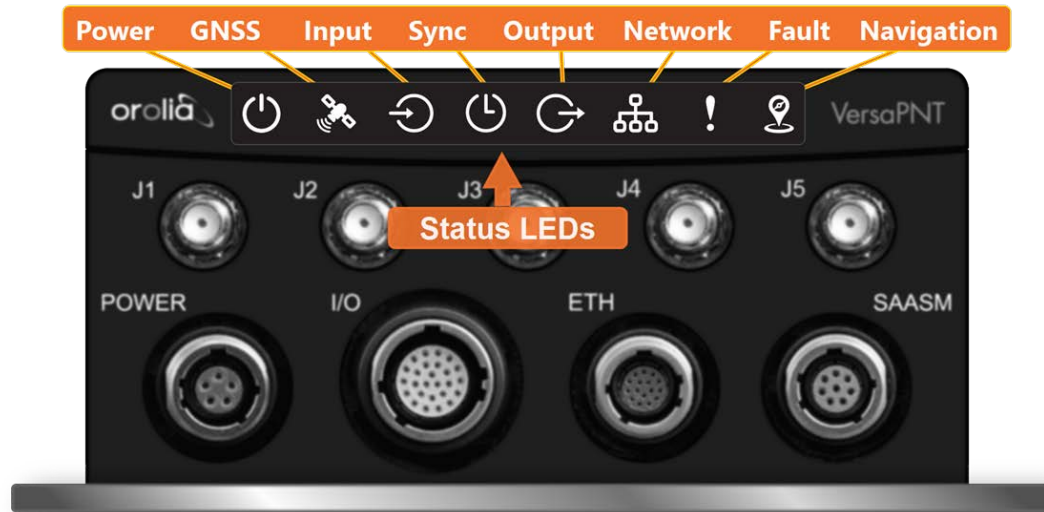 Power GNSS Input Sync Output Network Fault Navigation
orolia VersaPNT
J1 J2 J3 J4 J5
Status LEDs
POWER I/O ETH SAASM